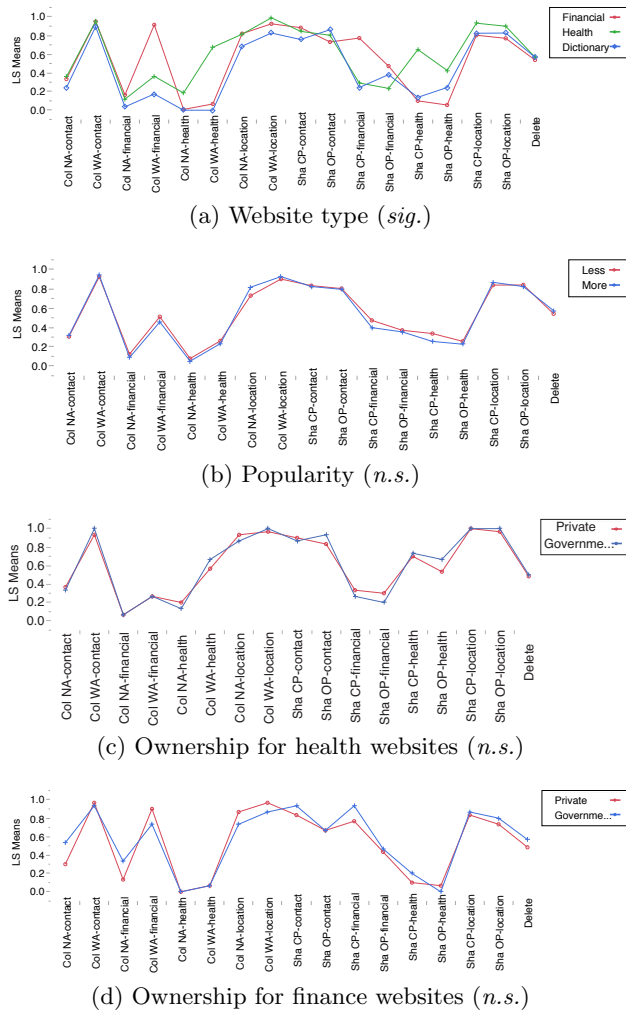 1.0
0.8
0.6
0.4
0.2
0.0
LS Means
Financial
Health
Dictionary
Col NA-contact
Col WA-contact
Col NA-financial
Col WA-financial
Col NA-health
Col WA-health
Col NA-location
Col WA-location
Sha CP-contact
Sha OP-contact
Sha CP-financial
Sha OP-financial
Sha CP-health
Sha OP-health
Sha CP-location
Sha OP-location
Delete
(a) Website type (sig.)
1.0
0.8
0.6
0.4
0.2
0.0
LS Means
Less
More
Col NA-contact
Col WA-contact
Col NA-financial
Col WA-financial
Col NA-health
Col WA-health
Col NA-location
Col WA-location
Sha CP-contact
Sha OP-contact
Sha CP-financial
Sha OP-financial
Sha CP-health
Sha OP-health
Sha CP-location
Sha OP-location
Delete
(b) Popularity (n.s.)
1.0
0.8
0.6
0.4
0.2
0.0
LS Means
Private
Governme...
Col NA-contact
Col WA-contact
Col NA-financial
Col WA-financial
Col NA-health
Col WA-health
Col NA-location
Col WA-location
Sha CP-contact
Sha OP-contact
Sha CP-financial
Sha OP-financial
Sha CP-health
Sha OP-health
Sha CP-location
Sha OP-location
Delete
(c) Ownership for health websites (n.s.)
1.0
0.8
0.6
0.4
0.2
0.0
LS Means
Private
Governme...
Col NA-contact
Col WA-contact
Col NA-financial
Col WA-financial
Col NA-health
Col WA-health
Col NA-location
Col WA-location
Sha CP-contact
Sha OP-contact
Sha CP-financial
Sha OP-financial
Sha CP-health
Sha OP-health
Sha CP-location
Sha OP-location
Delete
(d) Ownership for finance websites (n.s.)